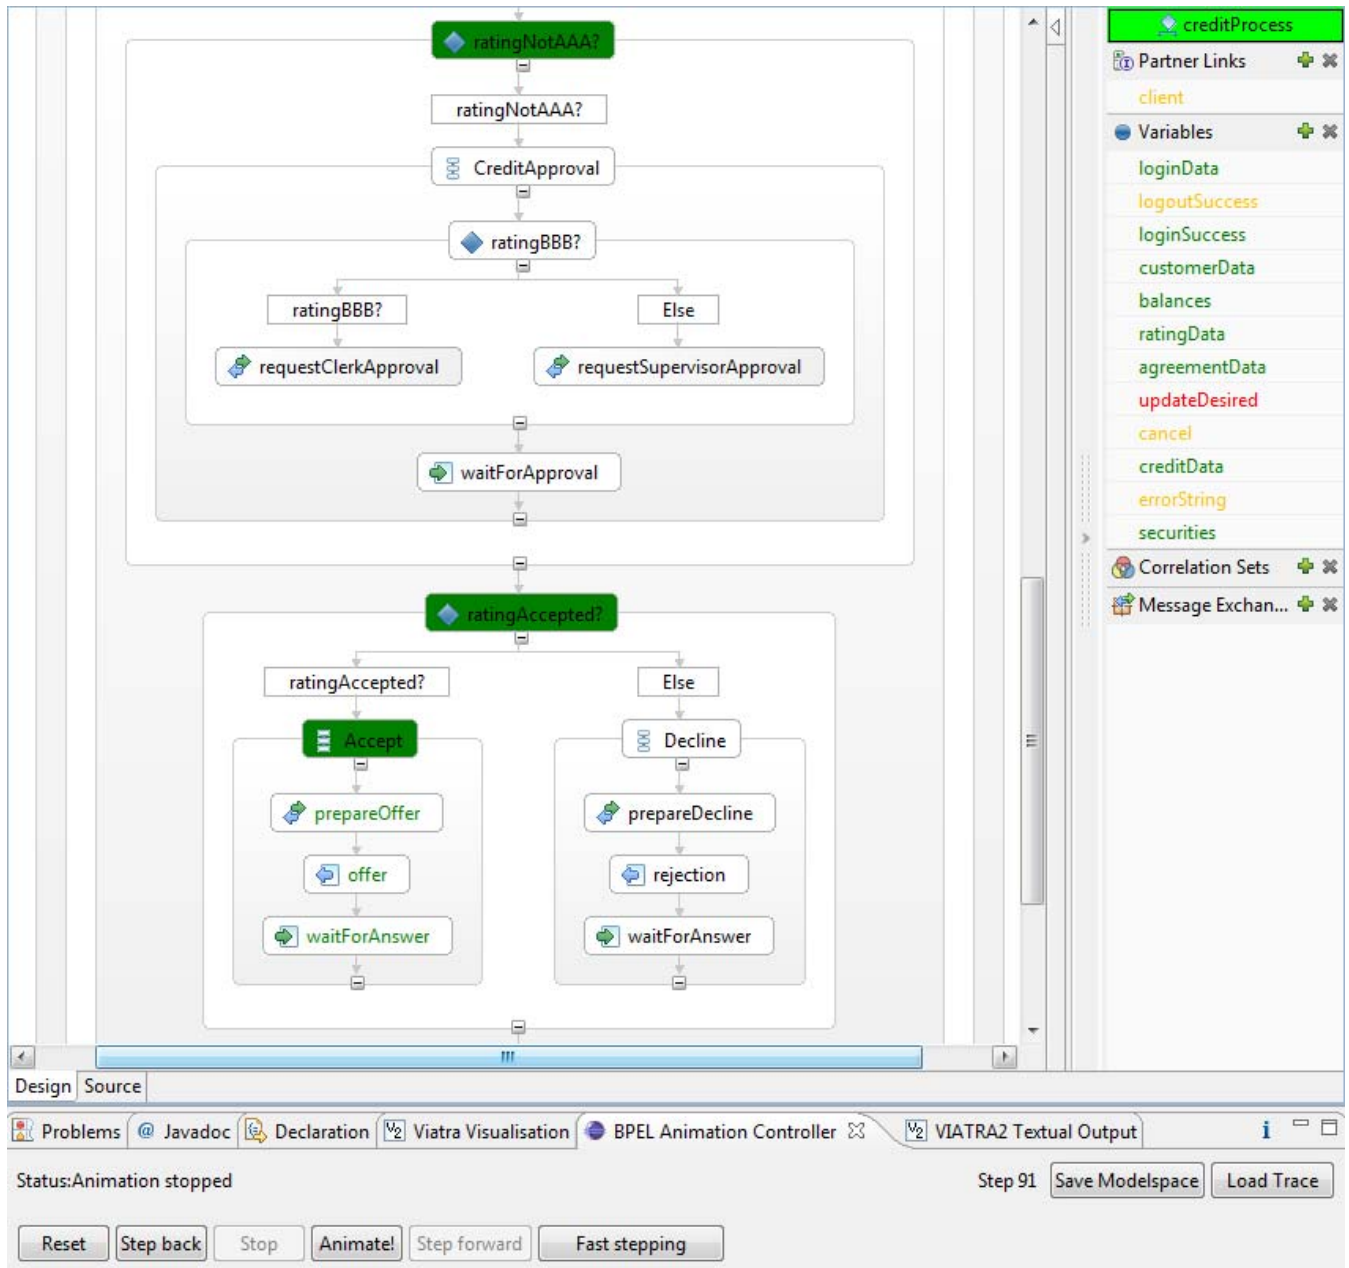 ratingNotAAA?
ratingNotAAA?
CreditApproval
ratingBBB?
ratingBBB?
Else
requestClerkApproval
requestSupervisorApproval
waitForApproval
ratingAccepted?
ratingAccepted?
Else
Accept
Decline
prepareOffer
prepareDecline
offer
rejection
waitForAnswer
waitForAnswer
creditProcess
Partner Links
client
Variables
loginData
logoutSuccess
loginSuccess
customerData
balances
ratingData
agreementData
updateDesired
cancel
creditData
errorString
securities
Correlation Sets
Message Exchan...
Design Source
Problems @ Javadoc Declaration V2 Viatra Visualisation BPEL Animation Controller V2 VIATRA2 Textual Output i
Status:Animation stopped Step 91 Save Modelspace Load Trace
Reset Step back Stop Animate! Step forward Fast stepping